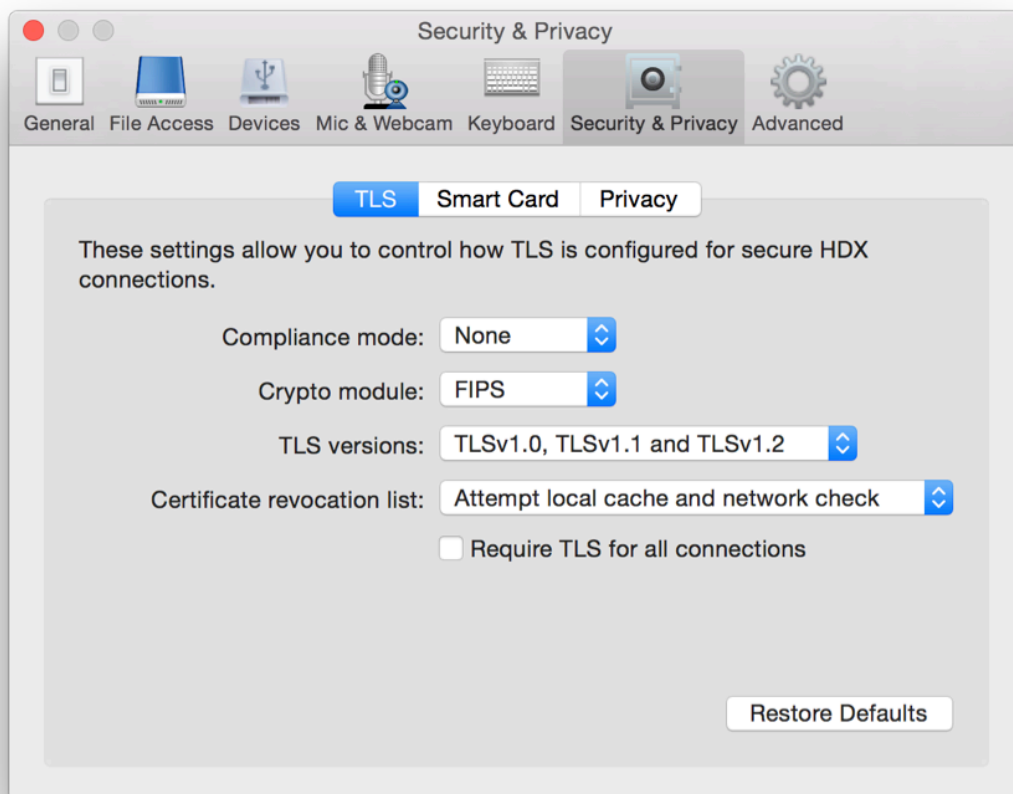 Security & Privacy
General File Access Devices Mic & Webcam Keyboard Security & Privacy Advanced
TLS Smart Card Privacy
These settings allow you to control how TLS is configured for secure HDX
connections.
Compliance mode: None
Crypto module: FIPS
TLS versions: TLSv1.0, TLSv1.1 and TLSv1.2
Certificate revocation list: Attempt local cache and network check
Require TLS for all connections
Restore Defaults